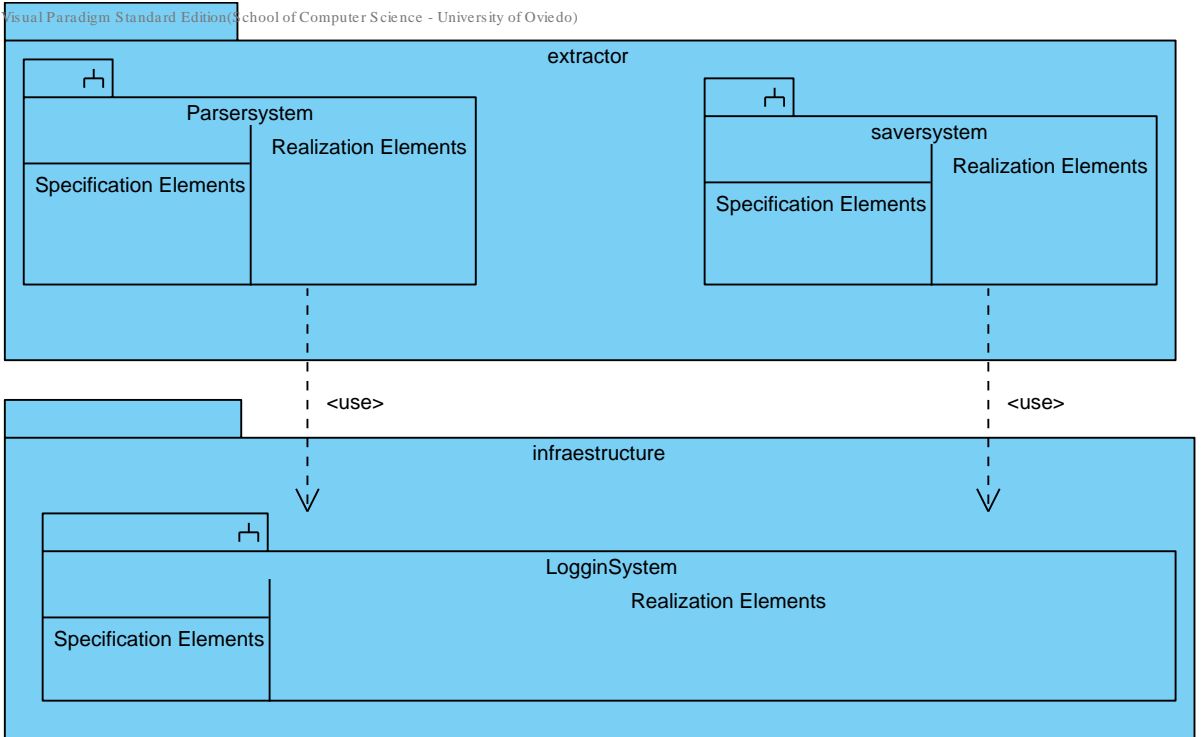 Visual Paradigm Standard Edition(School of Computer Science - University of Oviedo)
extractor
Parsersystem
Realization Elements
Specification Elements
saversystem
Realization Elements
Specification Elements
<use>
<use>
infraestructure
LogginSystem
Realization Elements
Specification Elements